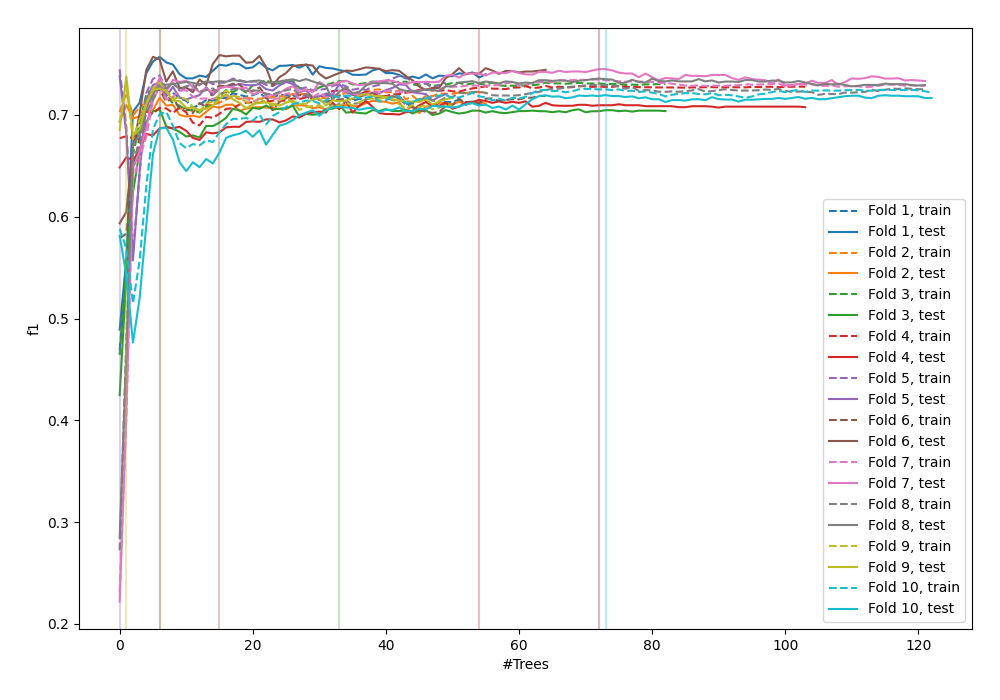 0.7
0.6
0.5
0.4
0.3
0.2
f1
0 20 40 60 80 100 120
#Trees
Fold 1, train
Fold 1, test
Fold 2, train
Fold 2, test
Fold 3, train
Fold 3, test
Fold 4, train
Fold 4, test
Fold 5, train
Fold 5, test
Fold 6, train
Fold 6, test
Fold 7, train
Fold 7, test
Fold 8, train
Fold 8, test
Fold 9, train
Fold 9, test
Fold 10, train
Fold 10, test